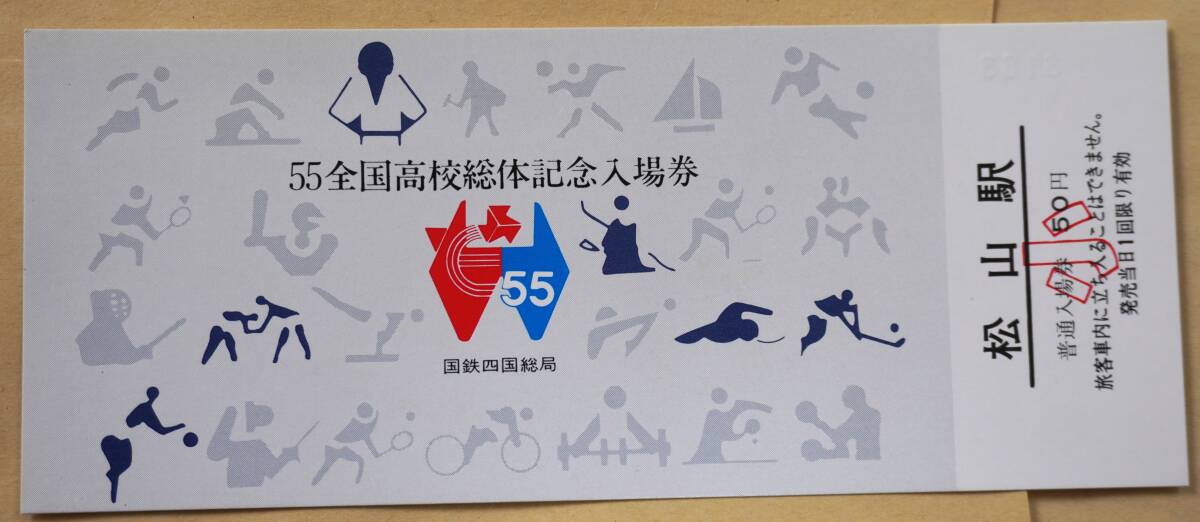 55全国高校総体記念入場券
55
国鉄四国総局
松山駅
小
普通入場券 50円
旅客車内に立ち入ることはできません。
発売当日1回限り有効